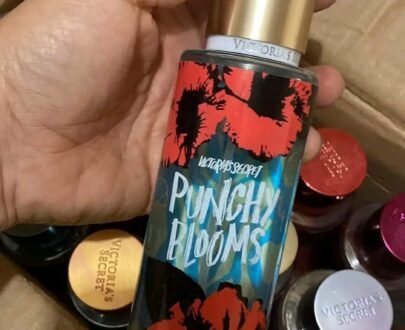 VICTORIA'S S
VICTORIA'S SECRET
PUNCHY
BLOOMS
VICTORIA'S
SECRET
VICTORIA'S
SECRET